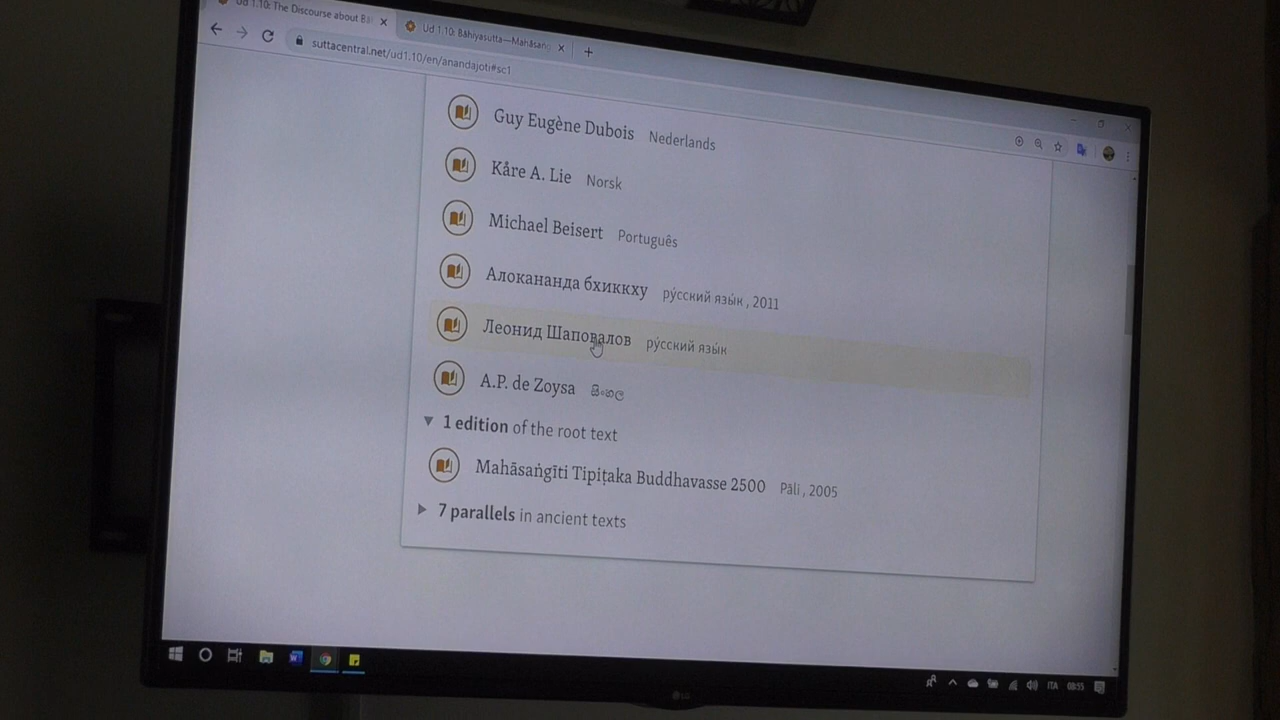 Ud 1.10: The Discourse about Bāl
Ud 1.10: Bāhiyasutta—Mahāsaṅg
suttacentral.net/ud1.10/en/anandajoti#sc1
Guy Eugène Dubois Nederlands
Kåre A. Lie Norsk
Michael Beisert Português
Алокананда бхиккху ру́сский язы́к , 2011
Леонид Шаповалов ру́сский язы́к
A.P. de Zoysa සිංහල
▼ 1 edition of the root text
Mahāsaṅgīti Tipiṭaka Buddhavasse 2500 Pāli , 2005
▶ 7 parallels in ancient texts
ITA 08:55
LG